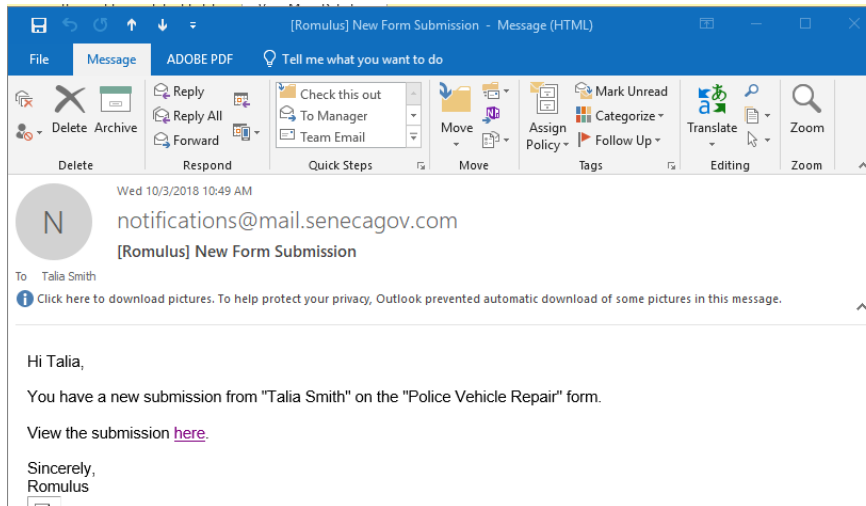 [Romulus] New Form Submission - Message (HTML)
File Message ADOBE PDF Tell me what you want to do
Delete Archive
Reply
Reply All
Forward
Check this out
To Manager
Team Email
Move
Assign Policy
Mark Unread
Categorize
Follow Up
Translate
Zoom
Delete Respond Quick Steps Move Tags Editing Zoom
Wed 10/3/2018 10:49 AM
N
notifications@mail.senecagov.com
[Romulus] New Form Submission
To Talia Smith
Click here to download pictures. To help protect your privacy, Outlook prevented automatic download of some pictures in this message.
Hi Talia,
You have a new submission from "Talia Smith" on the "Police Vehicle Repair" form.
View the submission here.
Sincerely,
Romulus